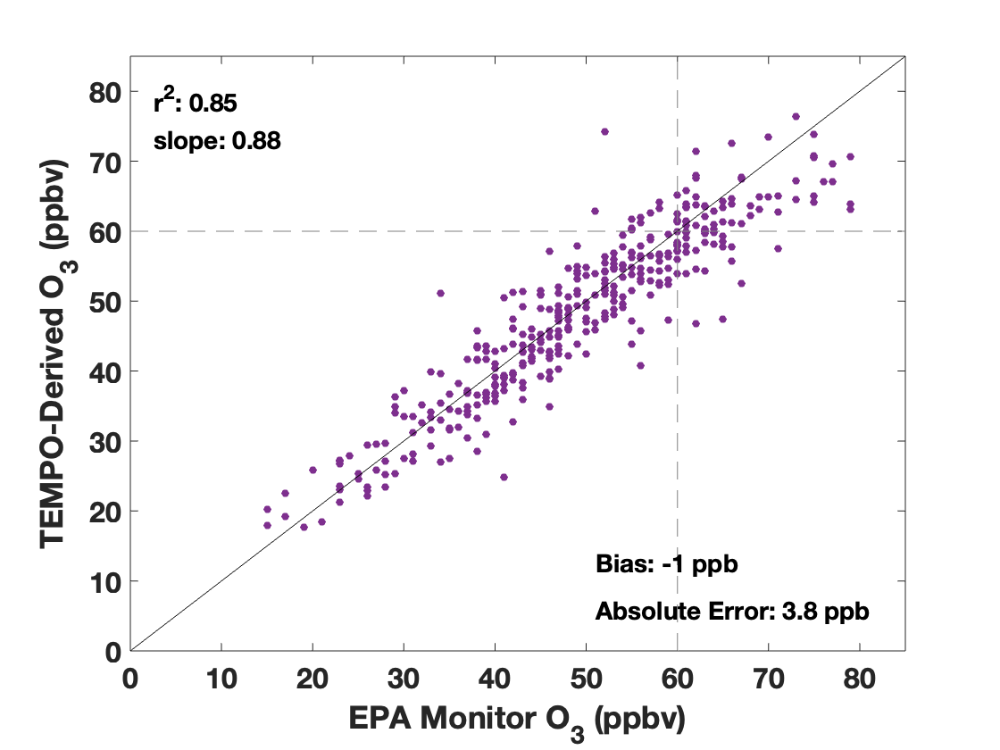 r²: 0.85
slope: 0.88
80
70
60
50
40
30
20
10
0
TEMPO-Derived O₃ (ppbv)
Bias: -1 ppb
Absolute Error: 3.8 ppb
0 10 20 30 40 50 60 70 80
EPA Monitor O₃ (ppbv)